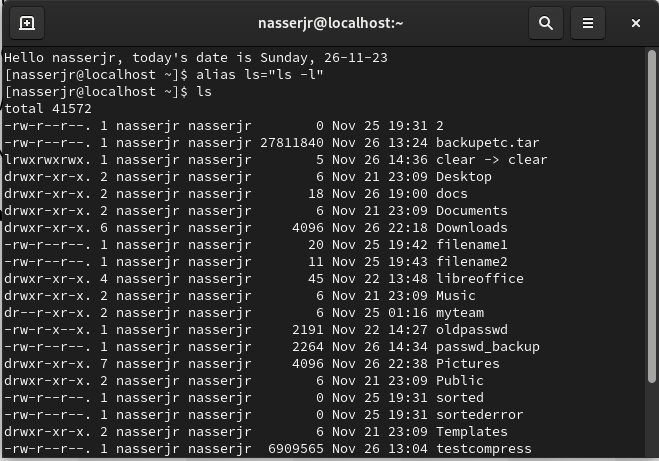 nasserjr@localhost:~
Hello nasserjr, today's date is Sunday, 26-11-23
[nasserjr@localhost ~]$ alias ls="ls -l"
[nasserjr@localhost ~]$ ls
total 41572
-rw-r--r--. 1 nasserjr nasserjr        0 Nov 25 19:31 2
-rw-r--r--. 1 nasserjr nasserjr 27811840 Nov 26 13:24 backupetc.tar
lrwxrwxrwx. 1 nasserjr nasserjr        5 Nov 26 14:36 clear -> clear
drwxr-xr-x. 2 nasserjr nasserjr        6 Nov 21 23:09 Desktop
drwxr-xr-x. 2 nasserjr nasserjr       18 Nov 26 19:00 docs
drwxr-xr-x. 2 nasserjr nasserjr        6 Nov 21 23:09 Documents
drwxr-xr-x. 6 nasserjr nasserjr     4096 Nov 26 22:18 Downloads
-rw-r--r--. 1 nasserjr nasserjr       20 Nov 25 19:42 filename1
-rw-r--r--. 1 nasserjr nasserjr       11 Nov 25 19:43 filename2
drwxr-xr-x. 4 nasserjr nasserjr       45 Nov 22 13:48 libreoffice
drwxr-xr-x. 2 nasserjr nasserjr        6 Nov 21 23:09 Music
dr--r-xr-x. 2 nasserjr nasserjr        6 Nov 25 01:16 myteam
-rw-r-x--x. 1 nasserjr nasserjr     2191 Nov 22 14:27 oldpasswd
-rw-r--r--. 1 nasserjr nasserjr     2264 Nov 26 14:34 passwd_backup
drwxr-xr-x. 7 nasserjr nasserjr     4096 Nov 26 22:38 Pictures
drwxr-xr-x. 2 nasserjr nasserjr        6 Nov 21 23:09 Public
-rw-r--r--. 1 nasserjr nasserjr        0 Nov 25 19:31 sorted
-rw-r--r--. 1 nasserjr nasserjr        0 Nov 25 19:31 sortederror
drwxr-xr-x. 2 nasserjr nasserjr        6 Nov 21 23:09 Templates
-rw-r--r--. 1 nasserjr nasserjr  6909565 Nov 26 13:04 testcompress